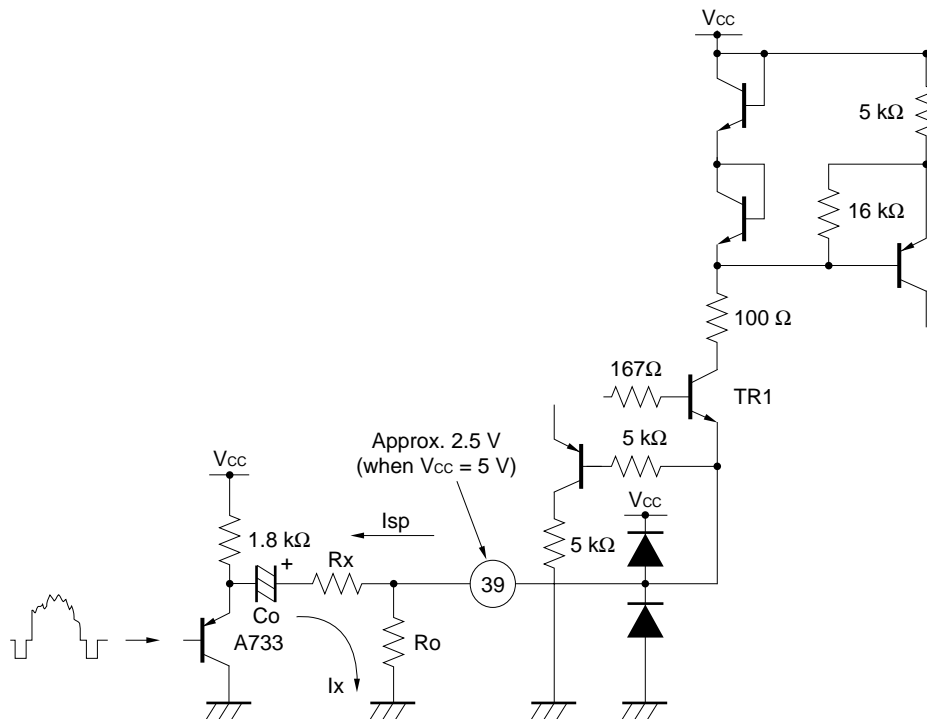 VCC
5 kΩ
16 kΩ
100 Ω
167Ω
TR1
Approx. 2.5 V
(when VCC = 5 V)
5 kΩ
VCC
VCC
1.8 kΩ
Isp
5 kΩ
+
Rx
39
Co
A733
Ro
Ix